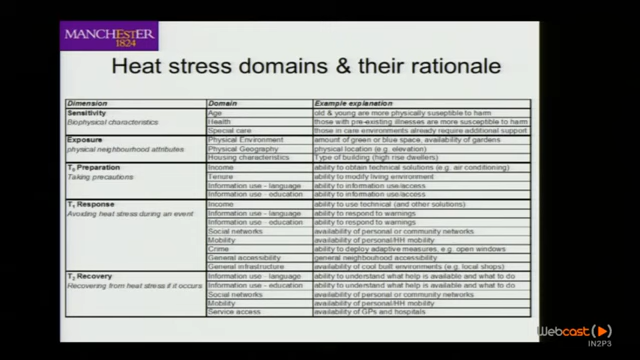 MANCHESTER
1824
Heat stress domains & their rationale
Dimension Domain Example explanation
Sensitivity Age old & young are more physically suseptible to harm
Biophysical characteristics Health those with pre-existing illnesses are more susceptible to harm
Special care those in care environments already require additional support
Exposure Physical Environment amount of green or blue space, availability of gardens
physical neighbourhood attributes Physical Geography physical location (e.g. elevation)
Housing characteristics Type of building (high rise dwellers)
T0 Preparation Income ability to obtain technical solutions (e.g. air conditioning)
Taking precautions Tenure ability to modify living environment
Information use - language ability to information use/access
Information use - education ability to information use/access
T1 Response Income ability to use technical (and other solutions)
Avoiding heat stress during an event Information use - language ability to respond to warnings
Information use - education ability to respond to warnings
Social networks availability of personal or community networks
Mobility availability of personal/HH mobility
Crime ability to deploy adaptive measures, e.g. open windows
General accessibility general neighbouhood accessibility
General infrastructure availability of cool built environments (e.g. local shops)
T2 Recovery Information use - language ability to understand what help is available and what to do
Recovering from heat stress if it occurs Information use - education ability to understand what help is available and what to do
Social networks availability of personal or community networks
Mobility availability of personal/HH mobility
Service access availability of GPs and hospitals
Webcast
IN2P3